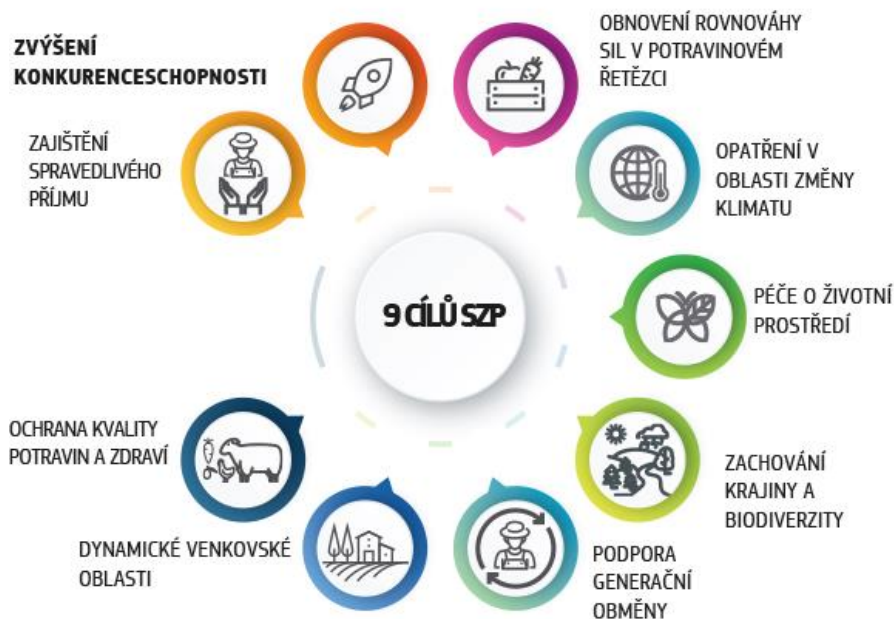 ZVÝŠENÍ
KONKURENCESCHOPNOSTI
OBNOVENÍ ROVNOVÁHY
SIL V POTRAVINOVÉM
ŘETĚZCI
ZAJIŠTĚNÍ
SPRAVEDLIVÉHO
PŘÍJMU
OPATŘENÍ V
OBLASTI ZMĚNY
KLIMATU
9 CÍLŮ SZP
PÉČE O ŽIVOTNÍ
PROSTŘEDÍ
OCHRANA KVALITY
POTRAVIN A ZDRAVÍ
ZACHOVÁNÍ
KRAJINY A
BIODIVERZITY
DYNAMICKÉ VENKOVSKÉ
OBLASTI
PODPORA
GENERAČNÍ
OBMĚNY